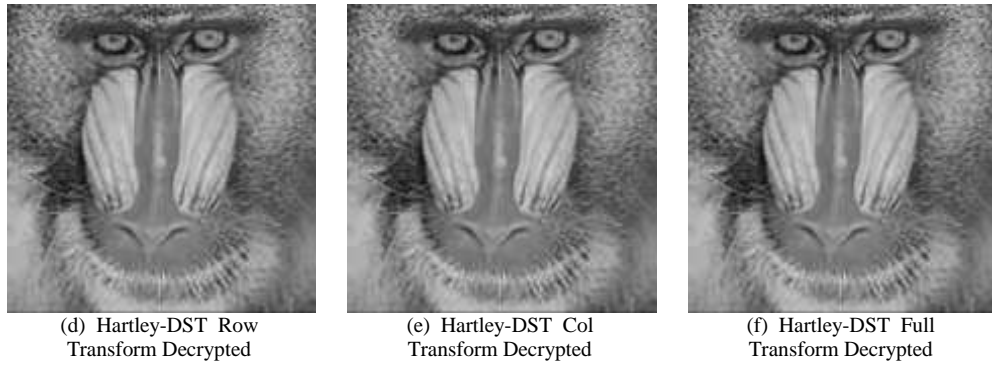 (d) Hartley-DST Row
Transform Decrypted
(e) Hartley-DST Col
Transform Decrypted
(f) Hartley-DST Full
Transform Decrypted